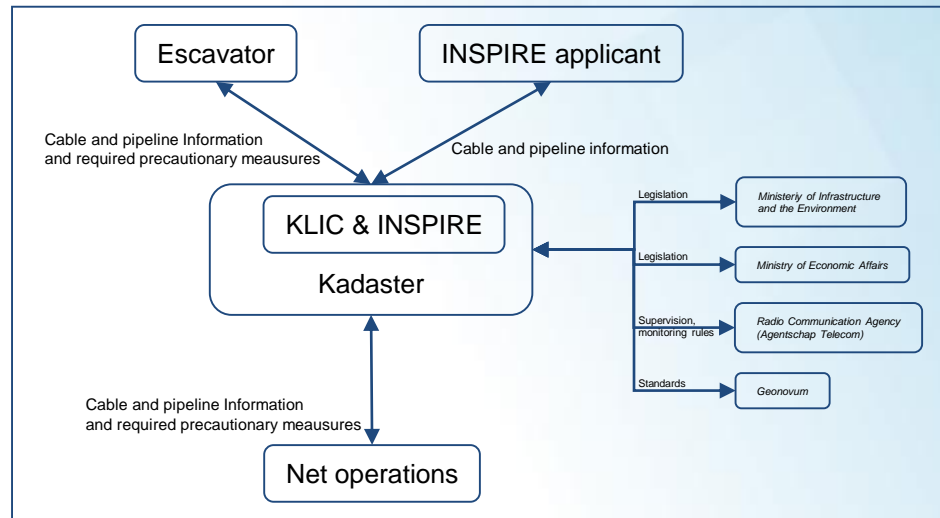 Escavator
INSPIRE applicant
Cable and pipeline Information
and required precautionary meausures
Cable and pipeline information
KLIC & INSPIRE
Kadaster
Legislation
Ministeriy of Infrastructure
and the Environment
Legislation
Ministry of Economic Affairs
Supervision,
monitoring rules
Radio Communication Agency
(Agentschap Telecom)
Standards
Geonovum
Cable and pipeline Information
and required precautionary meausures
Net operations